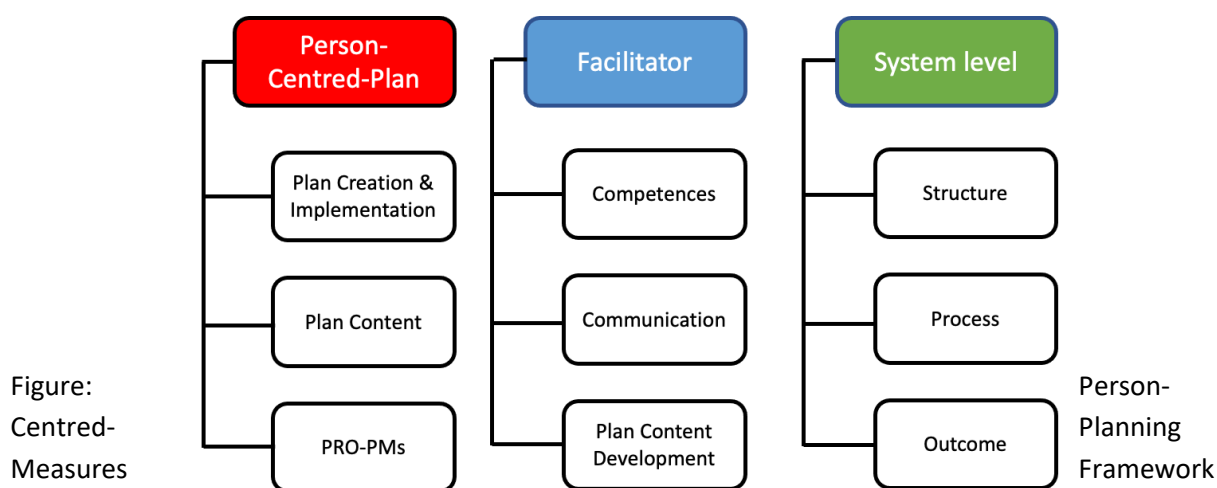 Person-
Centred-Plan
Facilitator
System level
Plan Creation &
Implementation
Competences
Structure
Plan Content
Communication
Process
PRO-PMs
Plan Content
Development
Outcome
Figure: Person-
Centred- Planning
Measures Framework